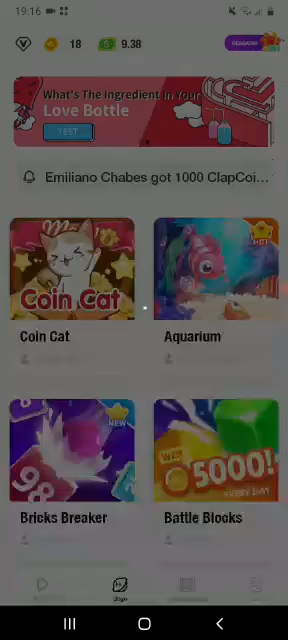 19:16
18
9.38
What's The Ingredient In Your
Love Bottle
TEST
Emiliano Chabes got 1000 ClapCoi...
Coin Cat
HOT
Coin Cat
Aquarium
98
NEW
WIN
5000!
EVERY DAY
Bricks Breaker
Battle Blocks